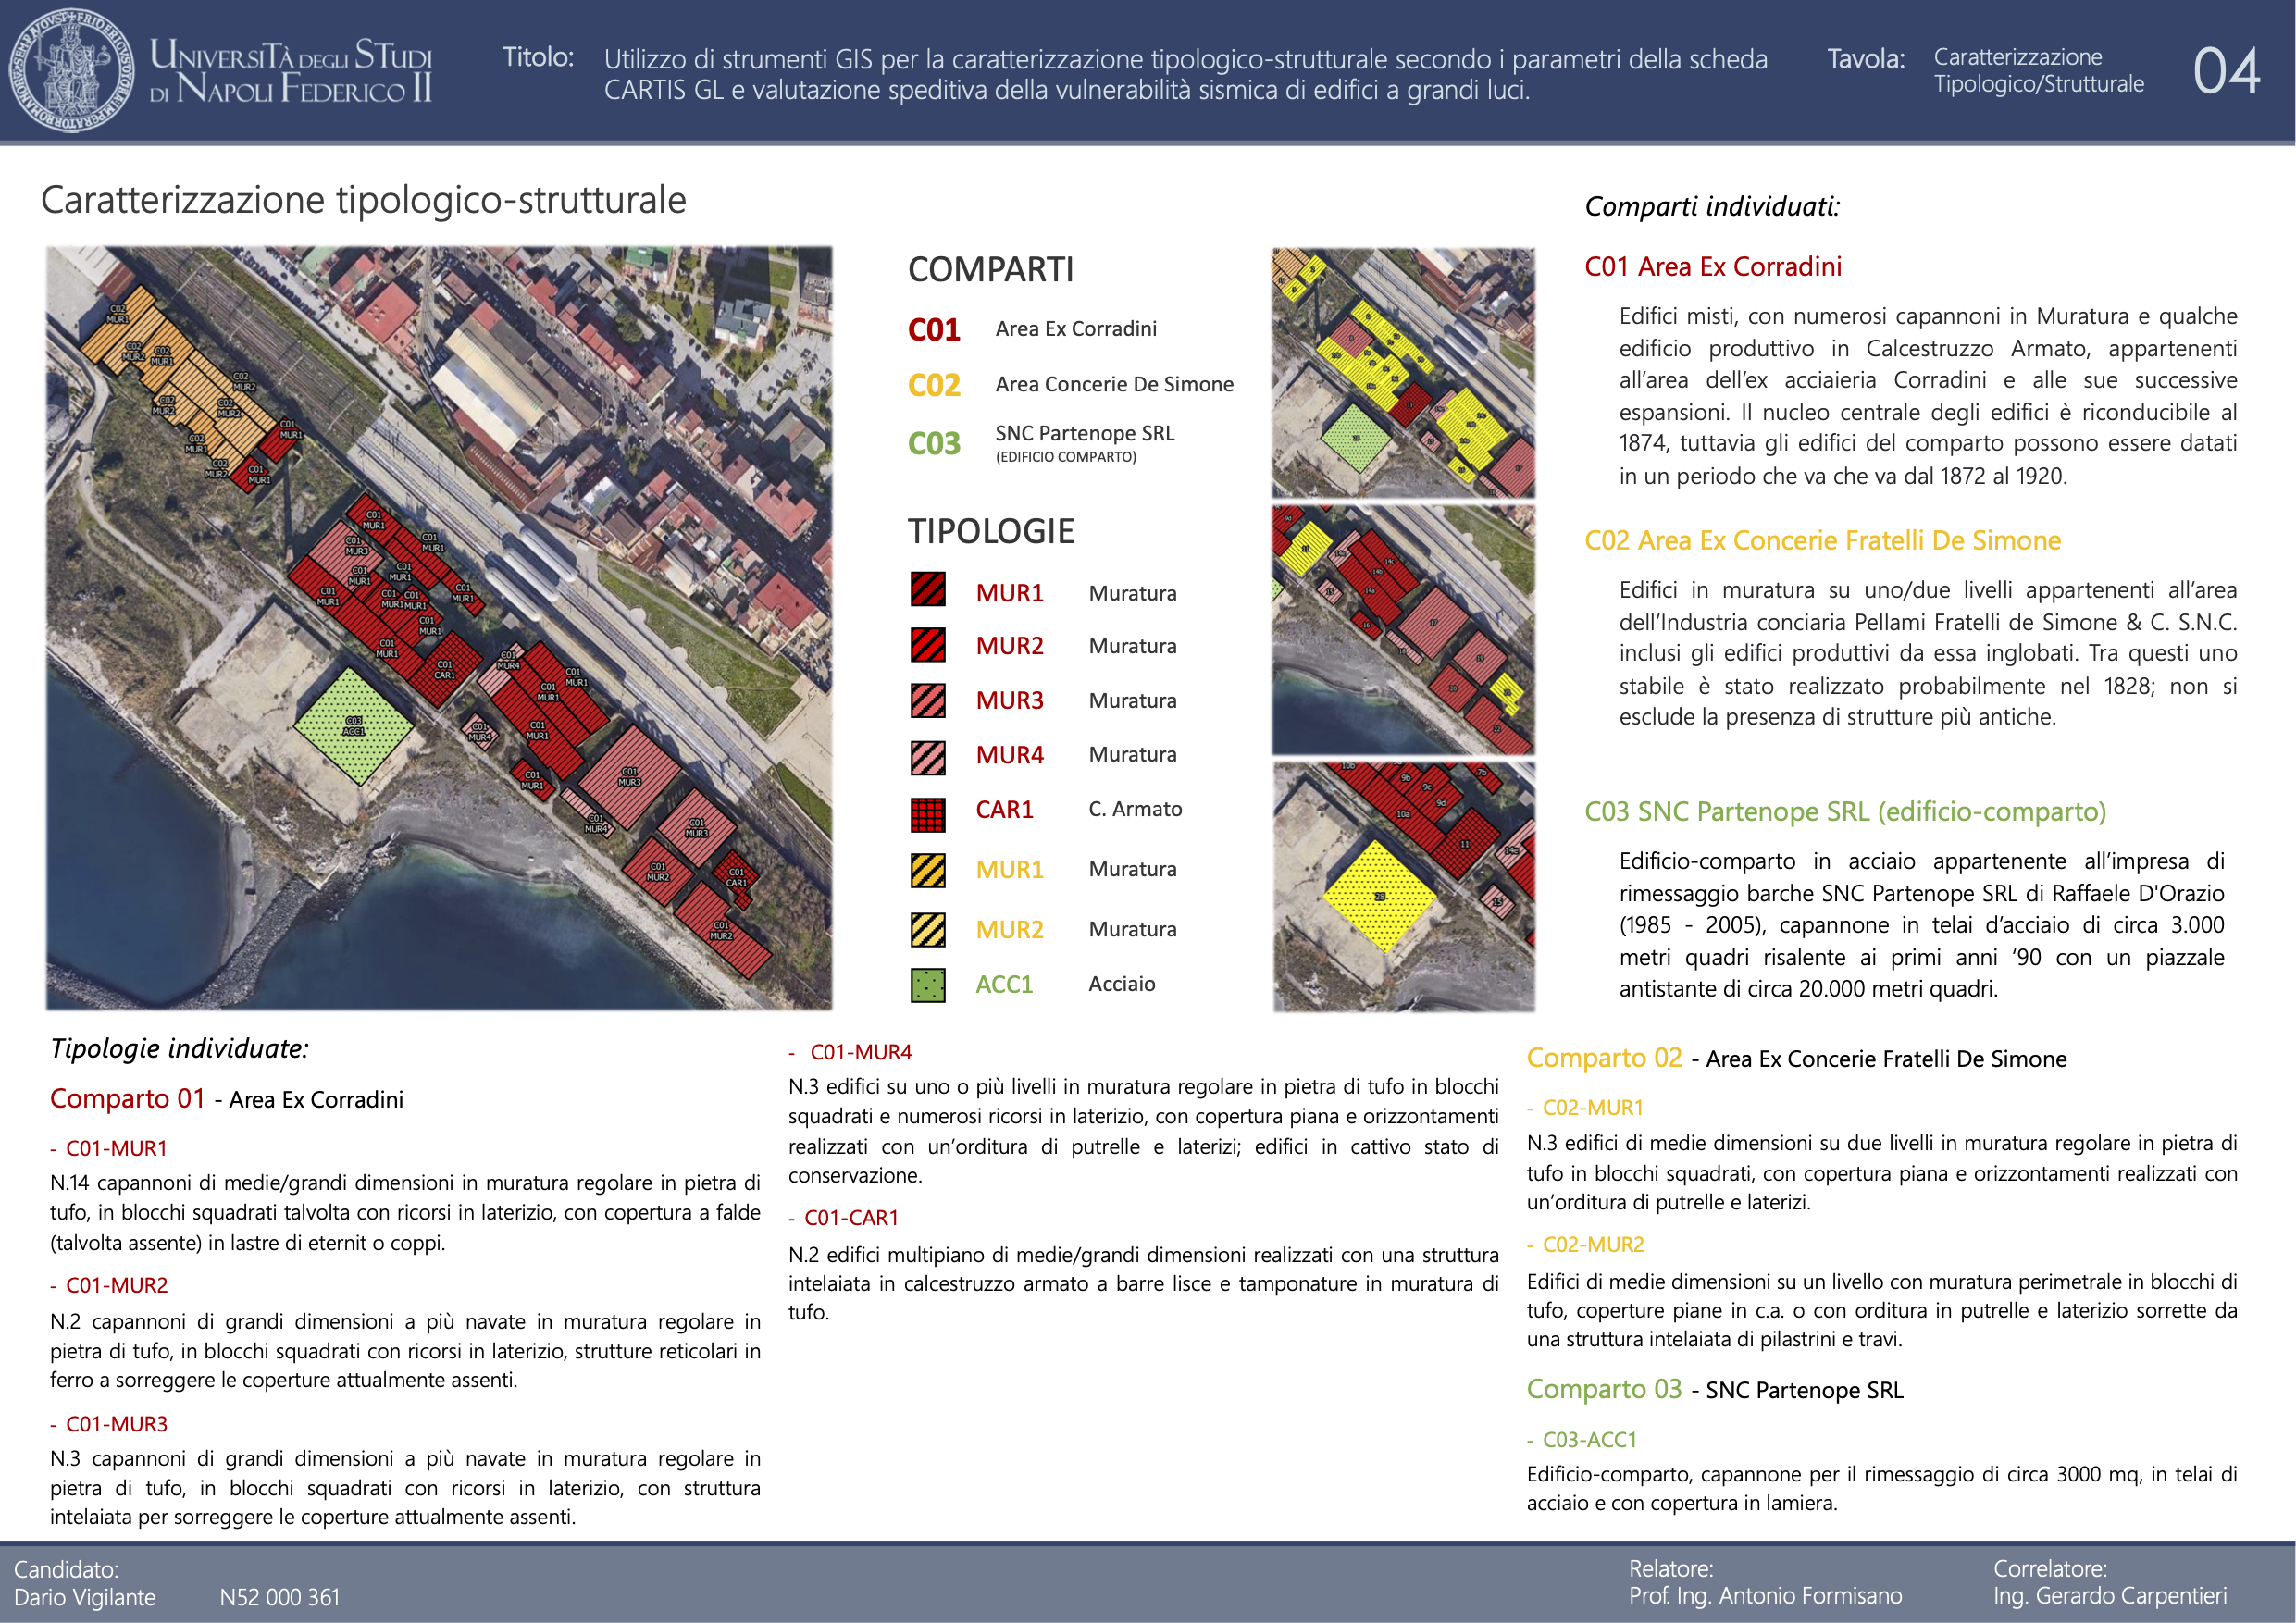 UNIVERSITÀ DEGLI STUDI
DI NAPOLI FEDERICO II
Titolo:
Utilizzo di strumenti GIS per la caratterizzazione tipologico-strutturale secondo i parametri della scheda
CARTIS GL e valutazione speditiva della vulnerabilità sismica di edifici a grandi luci.
Tavola:
Caratterizzazione
Tipologico/Strutturale
04
Caratterizzazione tipologico-strutturale
COMPARTI
C01 Area Ex Corradini
C02 Area Concerie De Simone
C03 SNC Partenope SRL
(EDIFICIO COMPARTO)
TIPOLOGIE
MUR1 Muratura
MUR2 Muratura
MUR3 Muratura
MUR4 Muratura
CAR1 C. Armato
MUR1 Muratura
MUR2 Muratura
ACC1 Acciaio
Comparti individuati:
C01 Area Ex Corradini
Edifici misti, con numerosi capannoni in Muratura e qualche
edificio produttivo in Calcestruzzo Armato, appartenenti
all’area dell’ex acciaieria Corradini e alle sue successive
espansioni. Il nucleo centrale degli edifici è riconducibile al
1874, tuttavia gli edifici del comparto possono essere datati
in un periodo che va che va dal 1872 al 1920.
C02 Area Ex Concerie Fratelli De Simone
Edifici in muratura su uno/due livelli appartenenti all’area
dell’Industria conciaria Pellami Fratelli de Simone & C. S.N.C.
inclusi gli edifici produttivi da essa inglobati. Tra questi uno
stabile è stato realizzato probabilmente nel 1828; non si
esclude la presenza di strutture più antiche.
C03 SNC Partenope SRL (edificio-comparto)
Edificio-comparto in acciaio appartenente all’impresa di
rimessaggio barche SNC Partenope SRL di Raffaele D'Orazio
(1985 - 2005), capannone in telai d’acciaio di circa 3.000
metri quadri risalente ai primi anni ‘90 con un piazzale
antistante di circa 20.000 metri quadri.
Tipologie individuate:
Comparto 01 - Area Ex Corradini
- C01-MUR1
N.14 capannoni di medie/grandi dimensioni in muratura regolare in pietra di
tufo, in blocchi squadrati talvolta con ricorsi in laterizio, con copertura a falde
(talvolta assente) in lastre di eternit o coppi.
- C01-MUR2
N.2 capannoni di grandi dimensioni a più navate in muratura regolare in
pietra di tufo, in blocchi squadrati con ricorsi in laterizio, strutture reticolari in
ferro a sorreggere le coperture attualmente assenti.
- C01-MUR3
N.3 capannoni di grandi dimensioni a più navate in muratura regolare in
pietra di tufo, in blocchi squadrati con ricorsi in laterizio, con struttura
intelaiata per sorreggere le coperture attualmente assenti.
- C01-MUR4
N.3 edifici su uno o più livelli in muratura regolare in pietra di tufo in blocchi
squadrati e numerosi ricorsi in laterizio, con copertura piana e orizzontamenti
realizzati con un’orditura di putrelle e laterizi; edifici in cattivo stato di
conservazione.
- C01-CAR1
N.2 edifici multipiano di medie/grandi dimensioni realizzati con una struttura
intelaiata in calcestruzzo armato a barre lisce e tamponature in muratura di
tufo.
Comparto 02 - Area Ex Concerie Fratelli De Simone
- C02-MUR1
N.3 edifici di medie dimensioni su due livelli in muratura regolare in pietra di
tufo in blocchi squadrati, con copertura piana e orizzontamenti realizzati con
un’orditura di putrelle e laterizi.
- C02-MUR2
Edifici di medie dimensioni su un livello con muratura perimetrale in blocchi di
tufo, coperture piane in c.a. o con orditura in putrelle e laterizio sorrette da
una struttura intelaiata di pilastrini e travi.
Comparto 03 - SNC Partenope SRL
- C03-ACC1
Edificio-comparto, capannone per il rimessaggio di circa 3000 mq, in telai di
acciaio e con copertura in lamiera.
Candidato:
Dario Vigilante N52 000 361
Relatore:
Prof. Ing. Antonio Formisano
Correlatore:
Ing. Gerardo Carpentieri